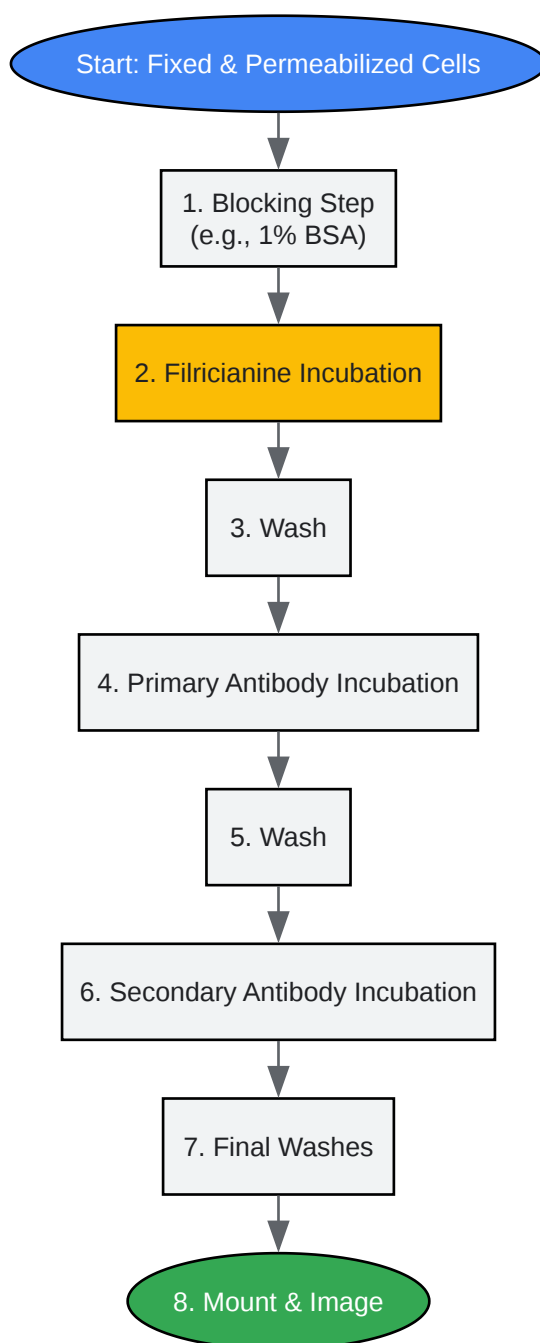 Start: Fixed & Permeabilized Cells
1. Blocking Step
(e.g., 1% BSA)
2. Filricianine Incubation
3. Wash
4. Primary Antibody Incubation
5. Wash
6. Secondary Antibody Incubation
7. Final Washes
8. Mount & Image